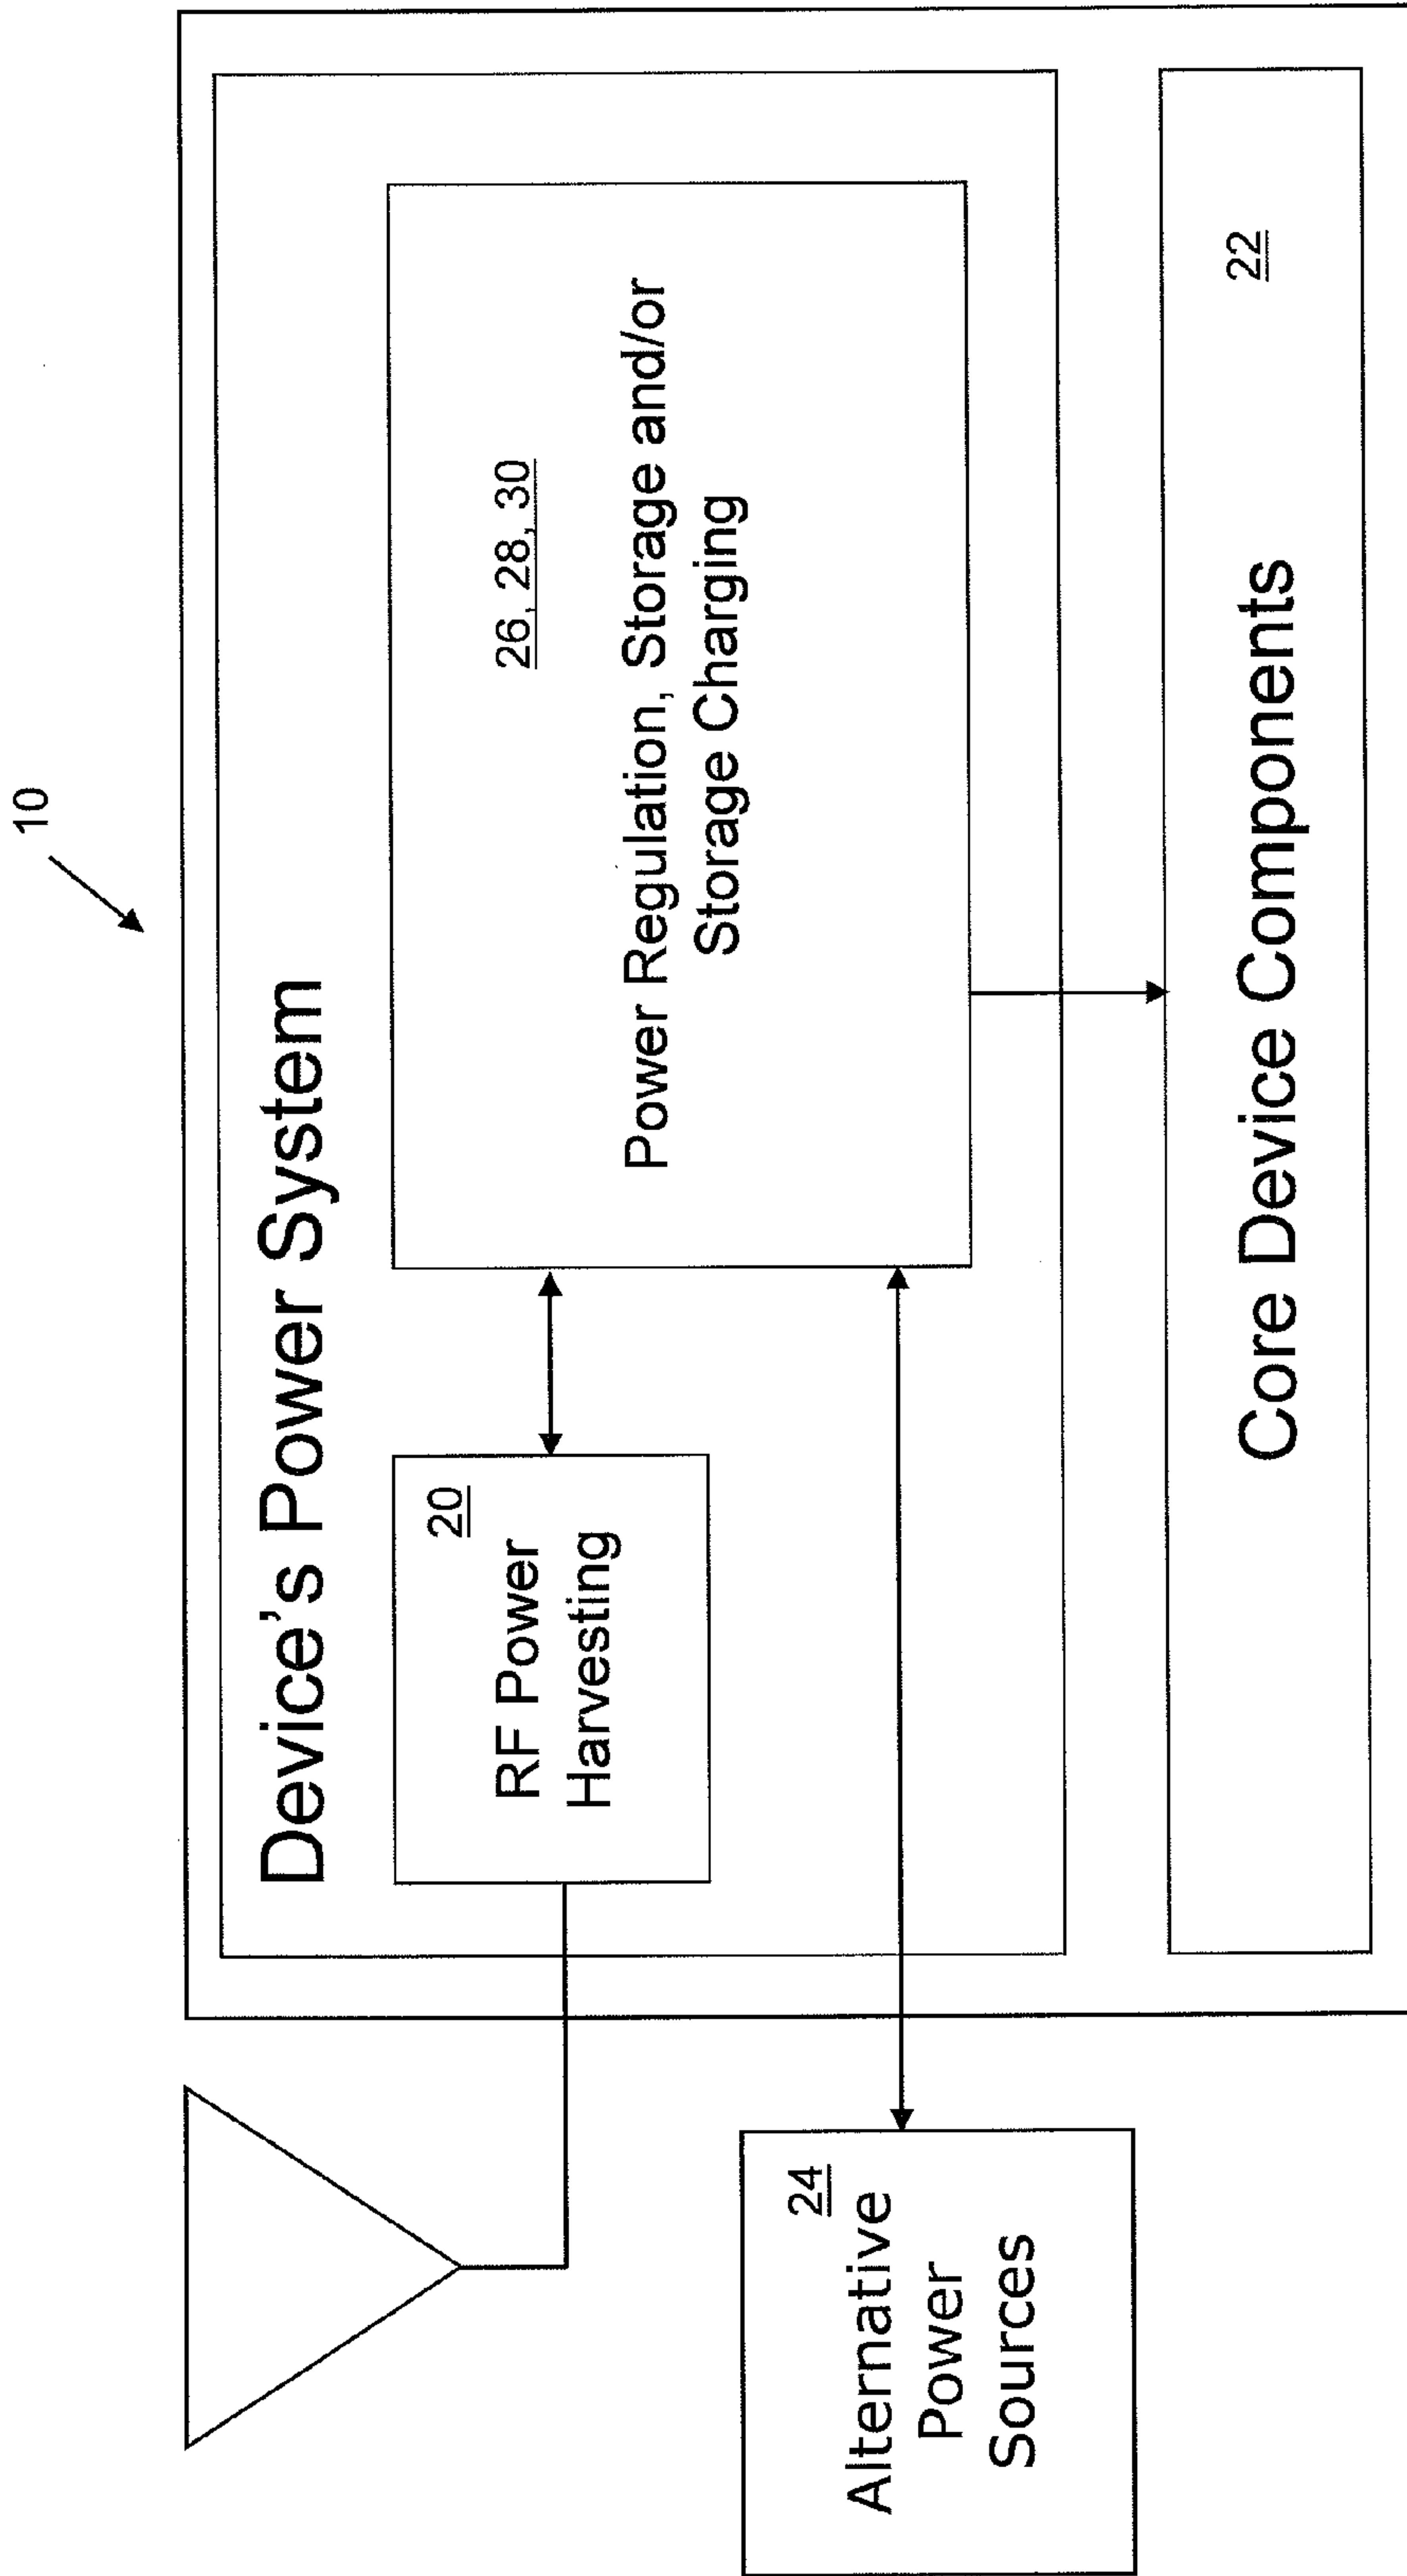 10
Device's Power System
20
RF Power
Harvesting
26, 28, 30
Power Regulation, Storage and/or
Storage Charging
24
Alternative
Power
Sources
22
Core Device Components